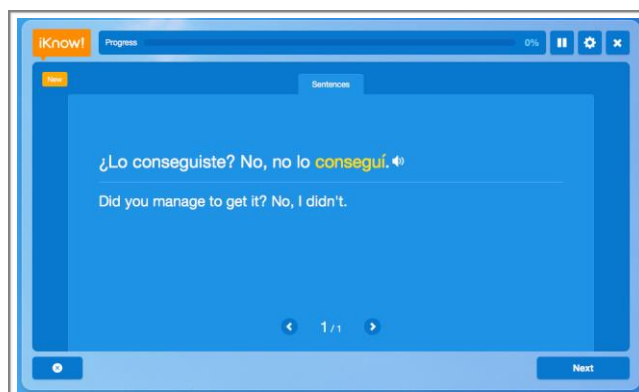 iKnow!
Progress
0%
New
Sentences
¿Lo conseguiste? No, no lo conseguí.
Did you manage to get it? No, I didn't.
1 / 1
Next